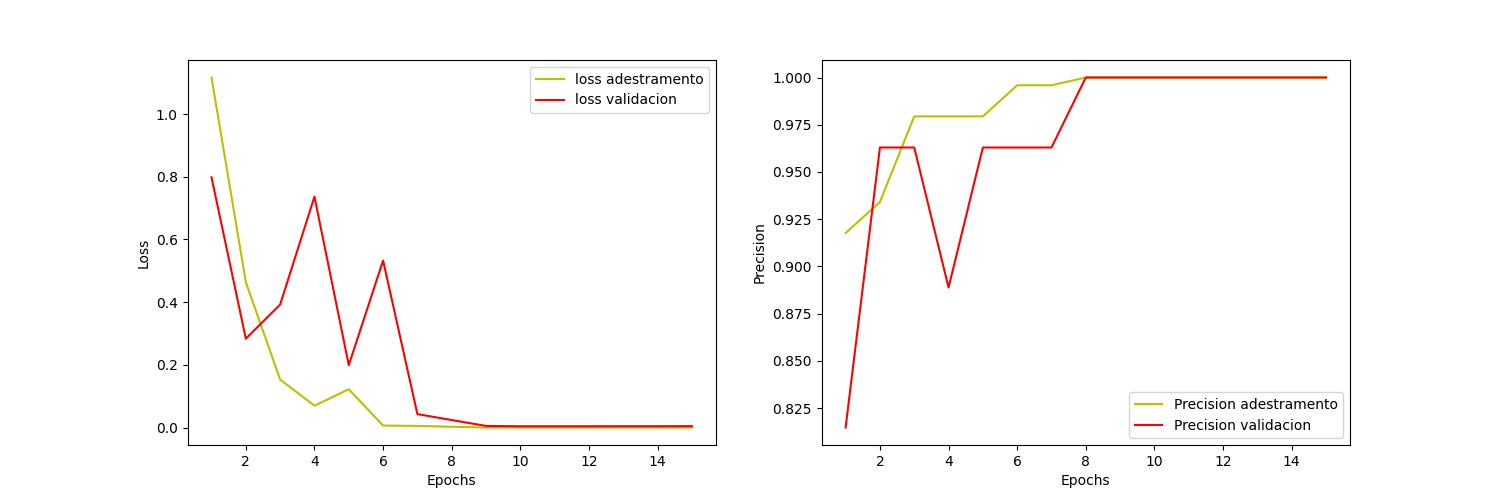 loss adestramento
loss validacion
Loss
1.0
0.8
0.6
0.4
0.2
0.0
2 4 6 8 10 12 14
Epochs
Precision
1.000
0.975
0.950
0.925
0.900
0.875
0.850
0.825
Precision adestramento
Precision validacion
2 4 6 8 10 12 14
Epochs